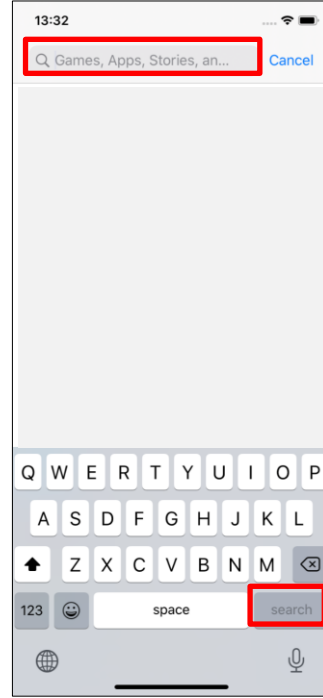 13:32
Games, Apps, Stories, an... Cancel
Q W E R T Y U I O P
A S D F G H J K L
Z X C V B N M
123 space search